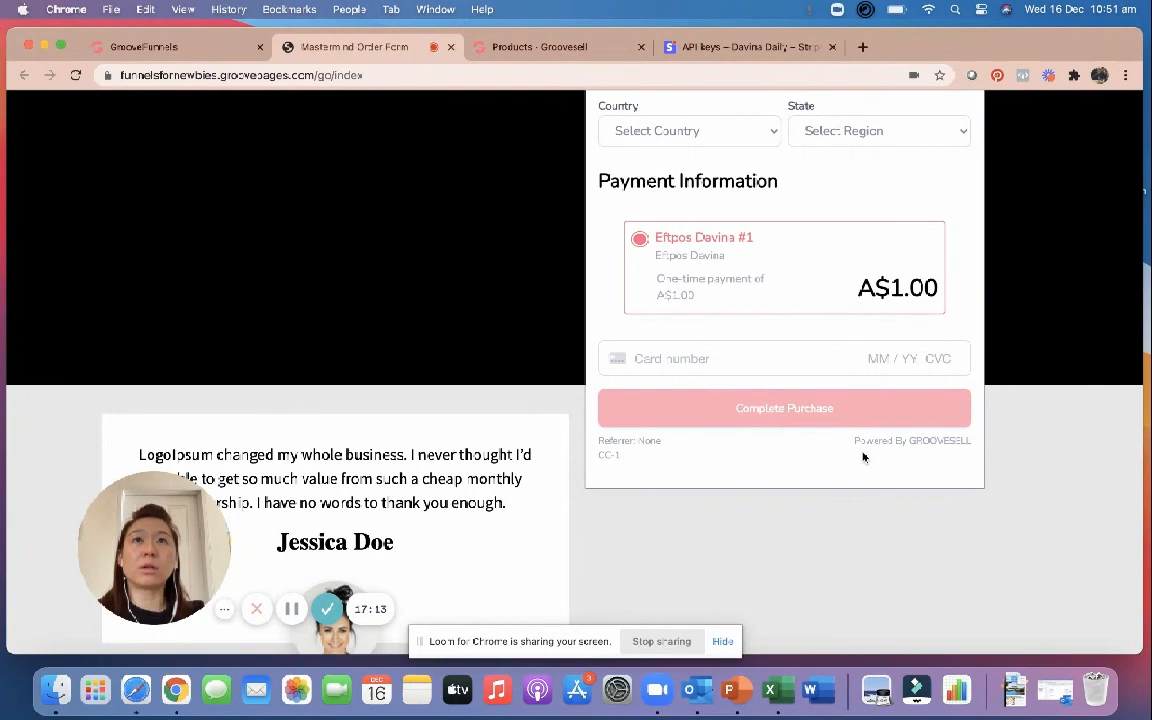 Chrome File Edit View History Bookmarks People Tab Window Help Wed 16 Dec 10:51 am
GrooveFunnels Mastermind Order Form Products - Groovesell API keys – Davina Daily – Strip
funnelsfornewbies.groovepages.com/go/index
Country State
Select Country Select Region
Payment Information
Eftpos Davina #1
Eftpos Davina
One-time payment of
A$1.00
A$1.00
Card number MM / YY CVC
Complete Purchase
Referrer: None Powered By GROOVESELL
CC-1
LogoIpsum changed my whole business. I never thought I'd
to get so much value from such a cheap monthly
I have no words to thank you enough.
Jessica Doe
17:13
Loom for Chrome is sharing your screen. Stop sharing Hide
3
DEC
16
tv